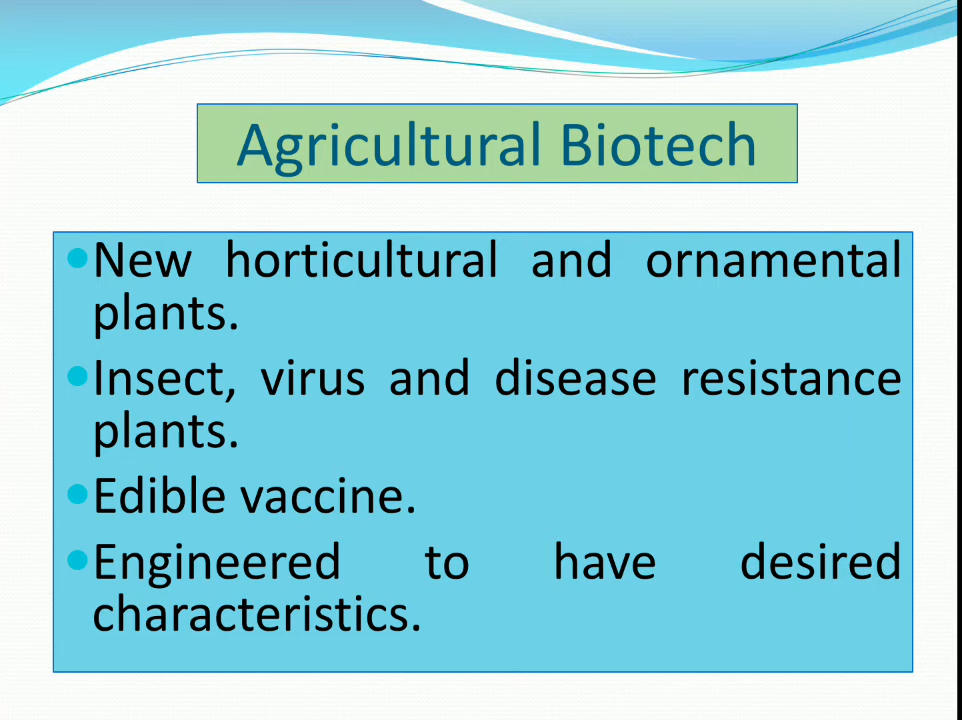 Agricultural Biotech
New horticultural and ornamental
plants.
Insect, virus and disease resistance
plants.
Edible vaccine.
Engineered to have desired
characteristics.